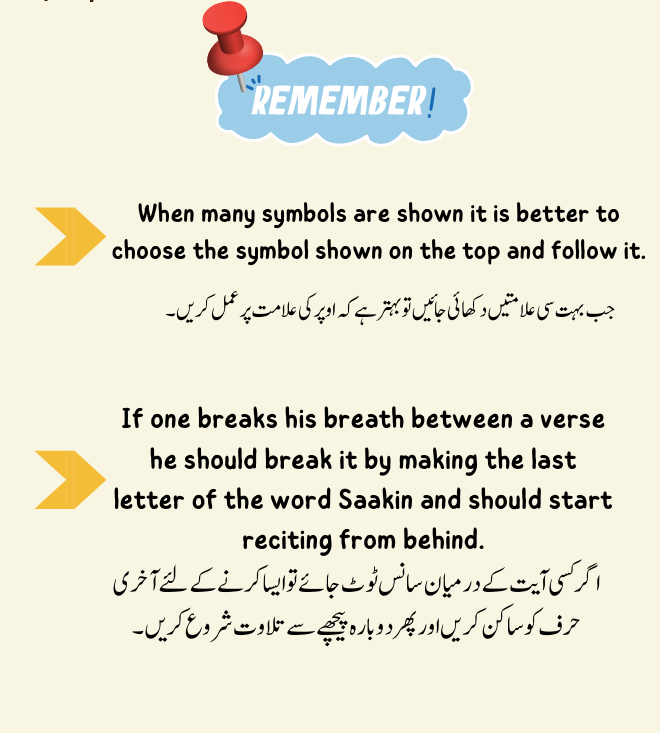 REMEMBER!
When many symbols are shown it is better to
choose the symbol shown on the top and follow it.
جب بہت سی علامتیں دکھائی جائیں تو بہتر ہے کہ اوپر کی علامت پر عمل کریں۔
If one breaks his breath between a verse
he should break it by making the last
letter of the word Saakin and should start
reciting from behind.
اگر کسی آیت کے درمیان سانس ٹوٹ جائے تو ایسا کرنے کے لئے آخری
حرف کو ساکن کریں اور پھر دوبارہ پیچھے سے تلاوت شروع کریں۔